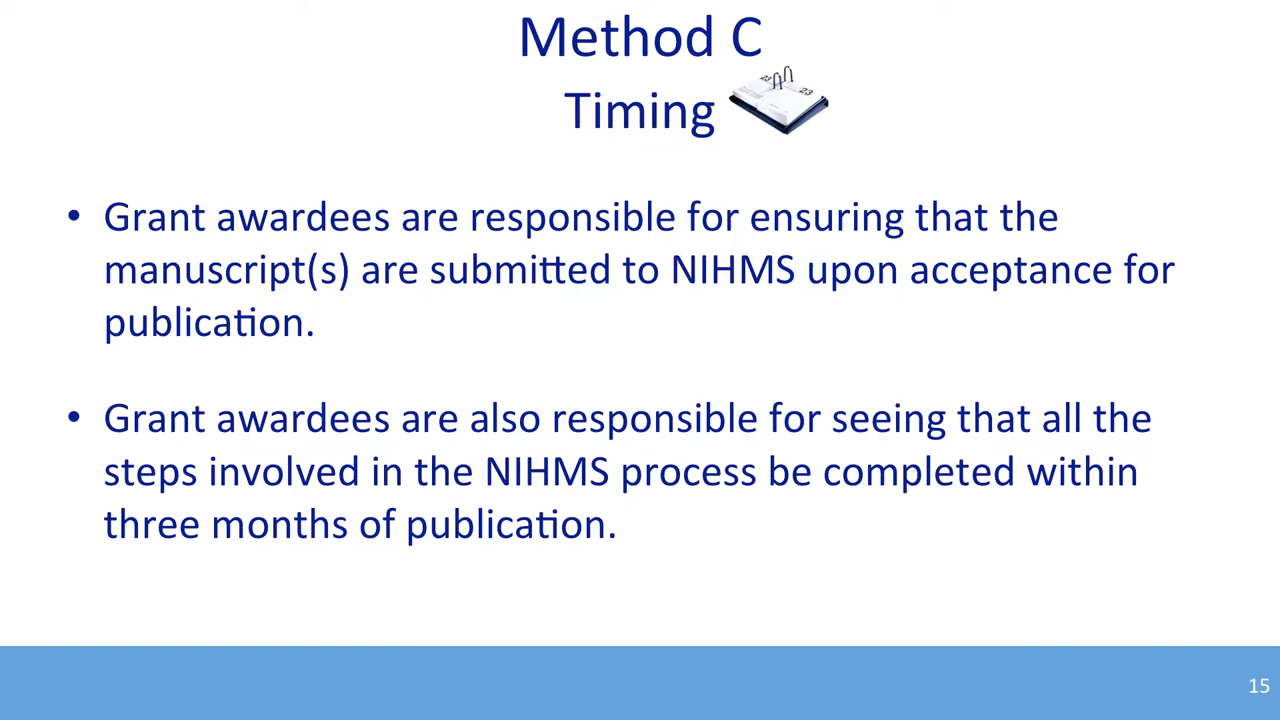 Method C
Timing
23
23
• Grant awardees are responsible for ensuring that the
manuscript(s) are submitted to NIHMS upon acceptance for
publication.
• Grant awardees are also responsible for seeing that all the
steps involved in the NIHMS process be completed within
three months of publication.
15